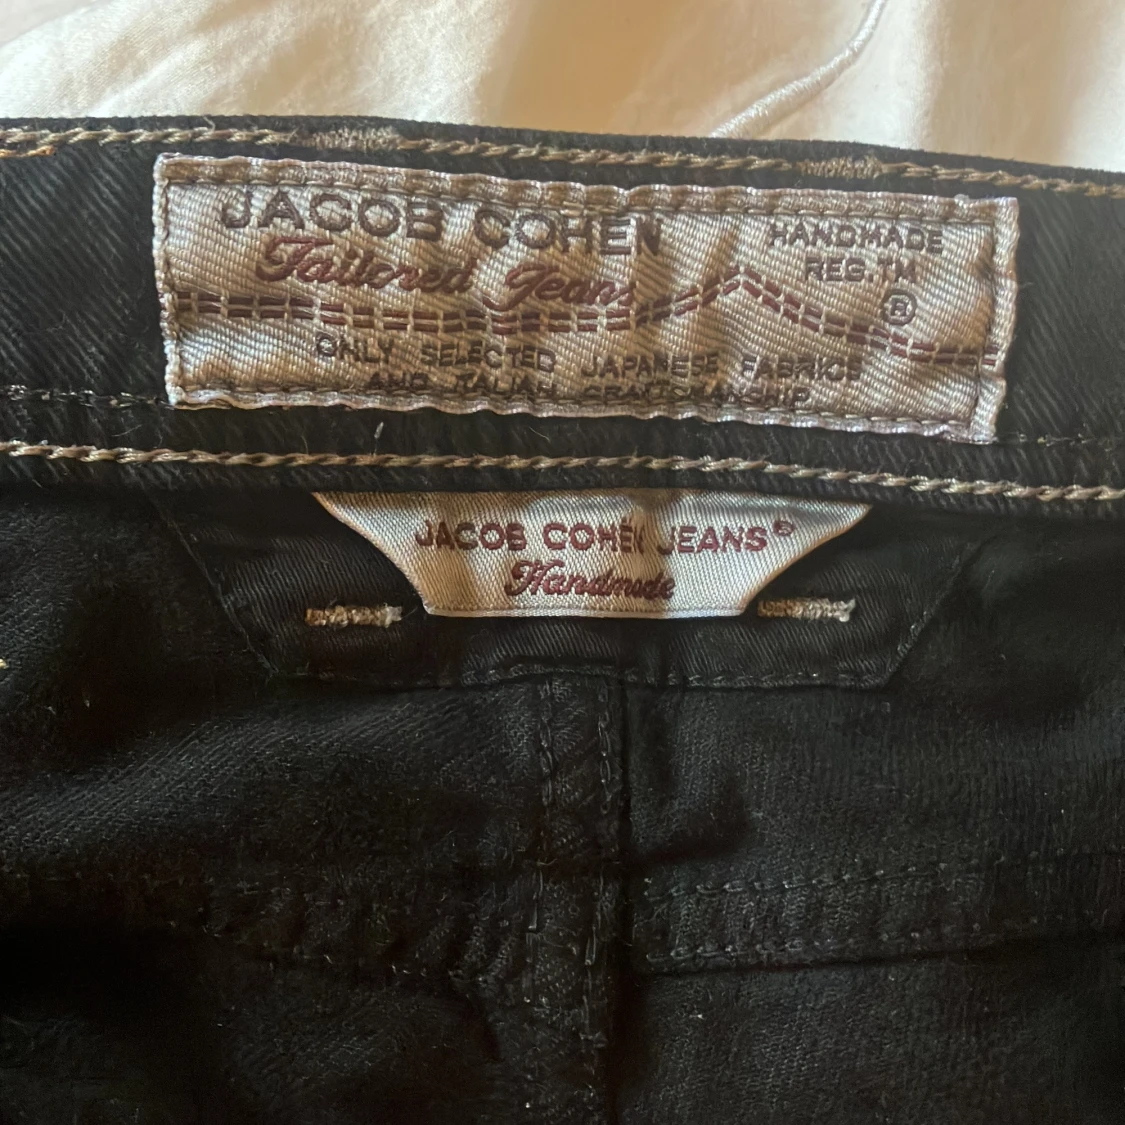 JACOB COHEN
Tailored Jeans
HANDMADE
REG.TM
®
ONLY SELECTED JAPANESE FABRICS
AND ITALIAN CRAFTSMANSHIP
JACOB COHEN JEANS®
Handmade